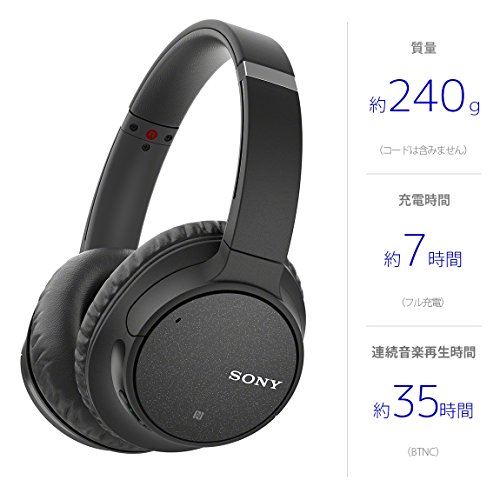 質量
約240g
(コードは含みません)
充電時間
約7時間
(フル充電)
連続音楽再生時間
約35時間
(BTNC)
SONY